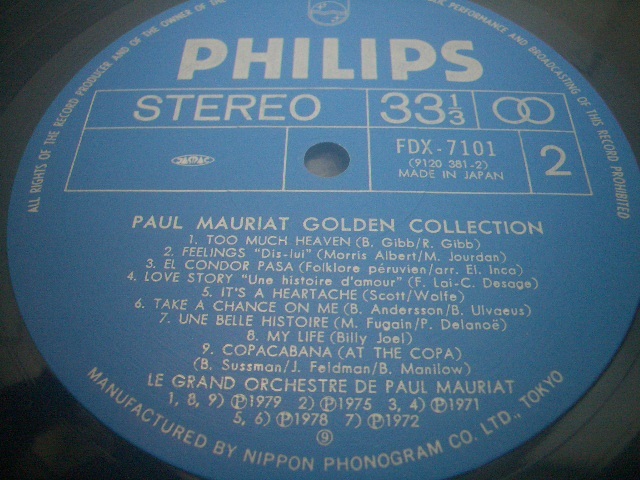 ALL RIGHTS OF THE RECORD PRODUCER AND OF THE OWNER OF THE
PERFORMANCE AND BROADCASTING OF THIS RECORD PROHIBITED
PHILIPS
PHILIPS
STEREO
33 1/3
FDX-7101
(9120 381-2)
MADE IN JAPAN
2
JASRAC
PAUL MAURIAT GOLDEN COLLECTION
1. TOO MUCH HEAVEN (B. Gibb/R. Gibb)
2. FEELINGS "Dis-lui" (Morris Albert/M. Jourdan)
3. EL CONDOR PASA (Folklore péruvien/arr. El. Inca)
4. LOVE STORY "Une histoire d'amour" (F. Lai-C. Desage)
5. IT'S A HEARTACHE (Scott/Wolfe)
6. TAKE A CHANCE ON ME (B. Andersson/B. Ulvaeus)
7. UNE BELLE HISTOIRE (M. Fugain/P. Delanoë)
8. MY LIFE (Billy Joel)
9. COPACABANA (AT THE COPA)
(B. Sussman/J. Feldman/B. Manilow)
LE GRAND ORCHESTRE DE PAUL MAURIAT
1, 8, 9) ℗1979 2) ℗1975 3, 4) ℗1971
5, 6) ℗1978 7) ℗1972
⑨
MANUFACTURED BY NIPPON PHONOGRAM CO. LTD., TOKYO